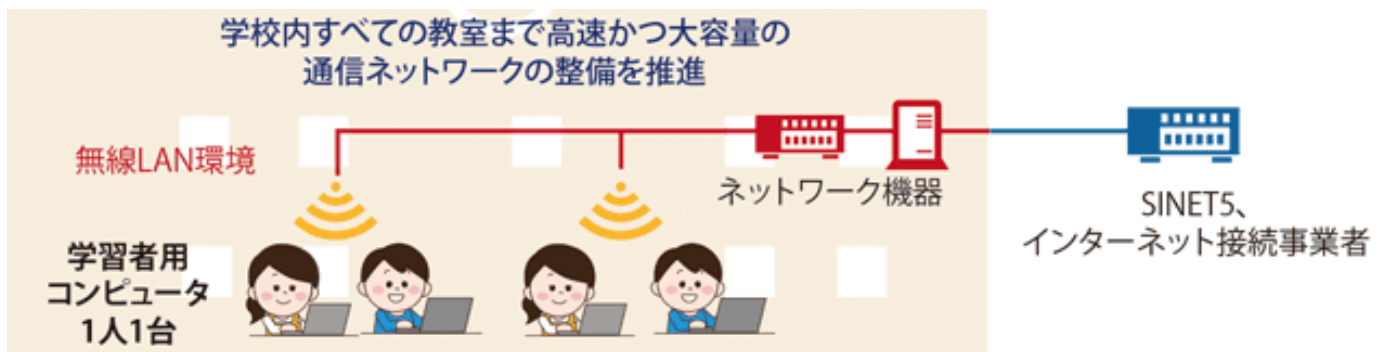 学校内すべての教室まで高速かつ大容量の
通信ネットワークの整備を推進
無線LAN環境
ネットワーク機器
SINET5、
インターネット接続事業者
学習者用
コンピュータ
1人1台